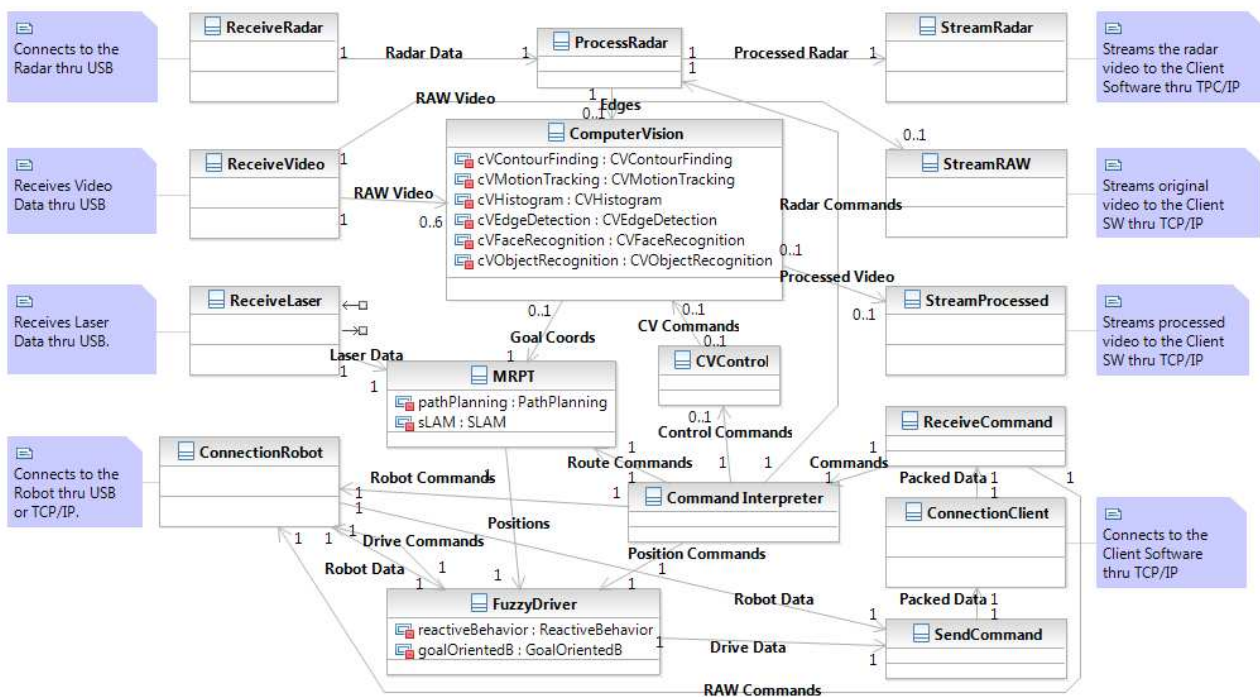 Connects to the
Radar thru USB
ReceiveRadar
1
Radar Data
1
ProcessRadar
1
1
1
Processed Radar
1
StreamRadar
Streams the radar
video to the Client
Software thru TPC/IP
RAW Video
0..1
Edges
0..1
Receives Video
Data thru USB
ReceiveVideo
1
RAW Video
1
0..6
ComputerVision
cVContourFinding : CVContourFinding
cVMotionTracking : CVMotionTracking
cVHistogram : CVHistogram
cVEdgeDetection : CVEdgeDetection
cVFaceRecognition : CVFaceRecognition
cVObjectRecognition : CVObjectRecognition
StreamRAW
Streams original
video to the Client
SW thru TCP/IP
Radar Commands
0..1
Processed Video
0..1
Receives Laser
Data thru USB.
ReceiveLaser
Laser Data
1
1
0..1
Goal Coords
1
0..1
CV Commands
0..1
StreamProcessed
Streams processed
video to the Client
SW thru TCP/IP
MRPT
pathPlanning : PathPlanning
sLAM : SLAM
CVControl
0..1
Control Commands
1
1
Connects to the
Robot thru USB
or TCP/IP.
ConnectionRobot
Robot Commands
1
1
1
1
Route Commands
1
1
Command Interpreter
Commands
1
1
ReceiveCommand
1
1
Packed Data
1
ConnectionClient
Connects to the
Client Software
thru TCP/IP
Positions
1
Drive Commands
1
1
1
1
Robot Data
1
1
Position Commands
1
1
FuzzyDriver
reactiveBehavior : ReactiveBehavior
goalOrientedB : GoalOrientedB
Robot Data
1
1
Drive Data
1
Packed Data
1
1
SendCommand
RAW Commands